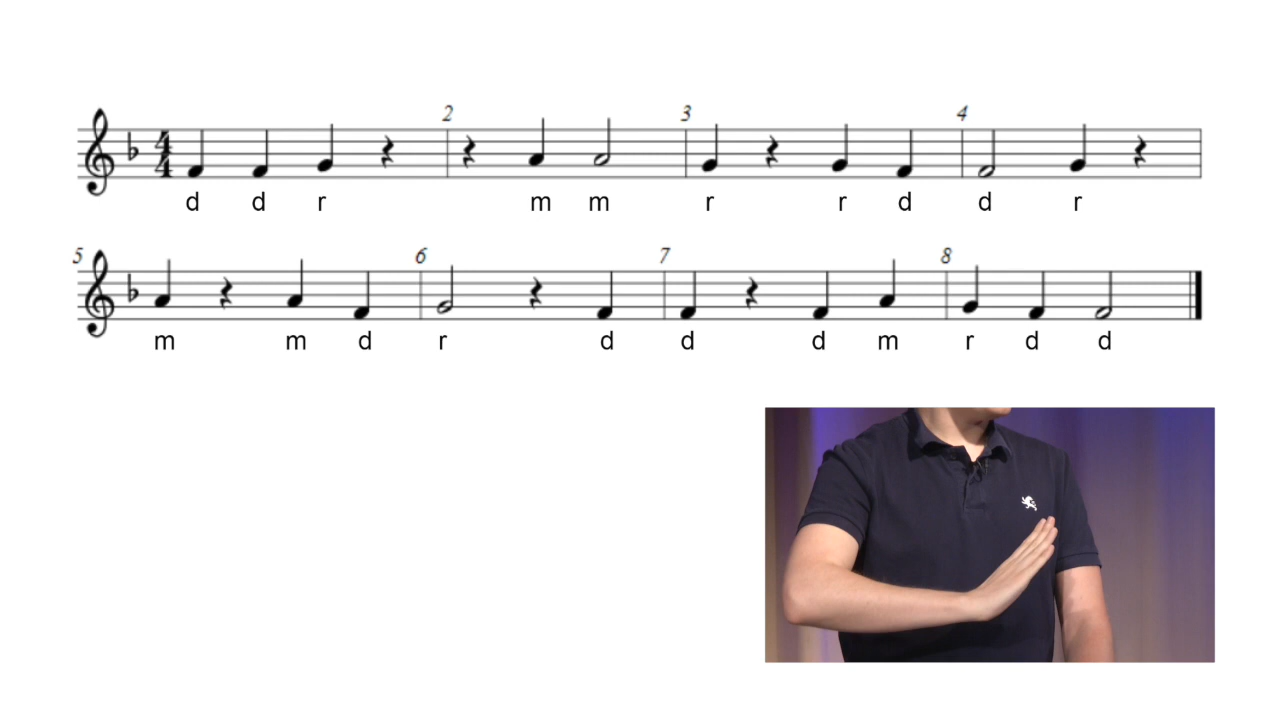 2 3 4
4
4
d d r m m r r d d r
5 6 7 8
m m d r d d d m r d d